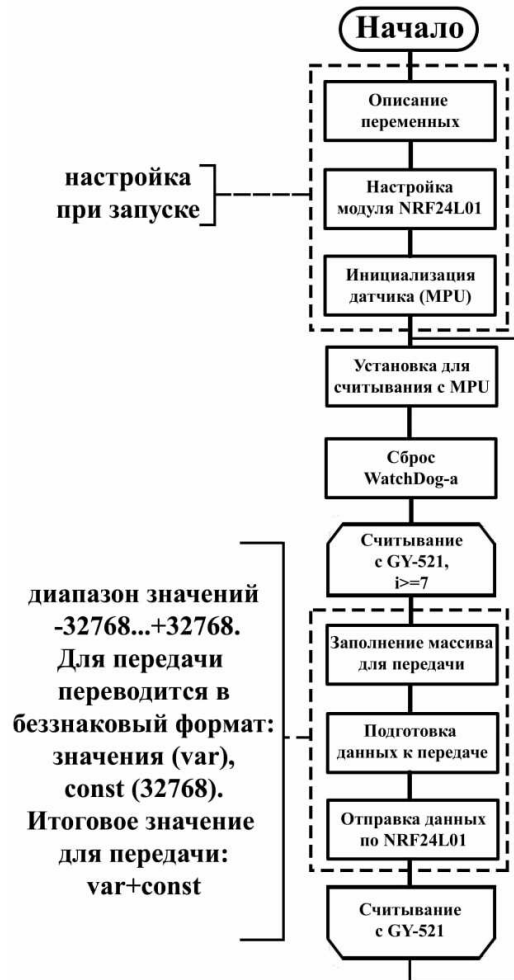 Начало
Описание
переменных
настройка
при запуске
Настройка
модуля NRF24L01
Инициализация
датчика (MPU)
Установка для
считывания с MPU
Сброс
WatchDog-а
Считывание
с GY-521,
i>=7
диапазон значений
-32768...+32768.
Для передачи
переводится в
беззнаковый формат:
значения (var),
const (32768).
Итоговое значение
для передачи:
var+const
Заполнение массива
для передачи
Подготовка
данных к передаче
Отправка данных
по NRF24L01
Считывание
с GY-521